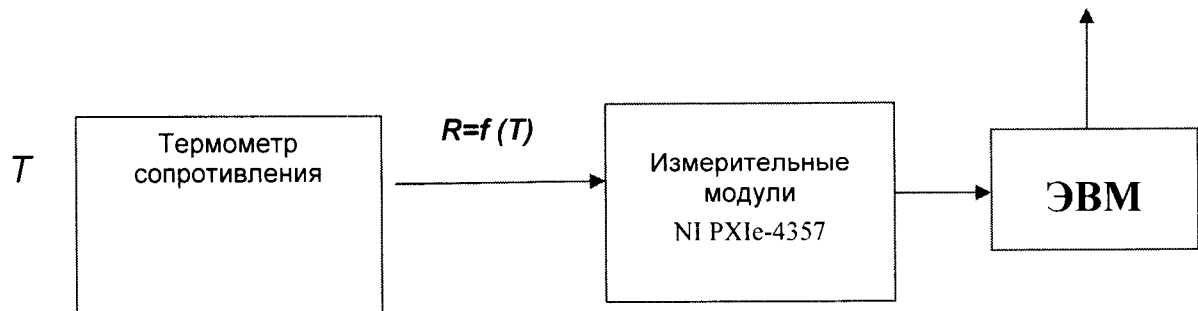 T
Термометр
сопротивления
R=f (T)
Измерительные
модули
NI PXIe-4357
ЭВМ